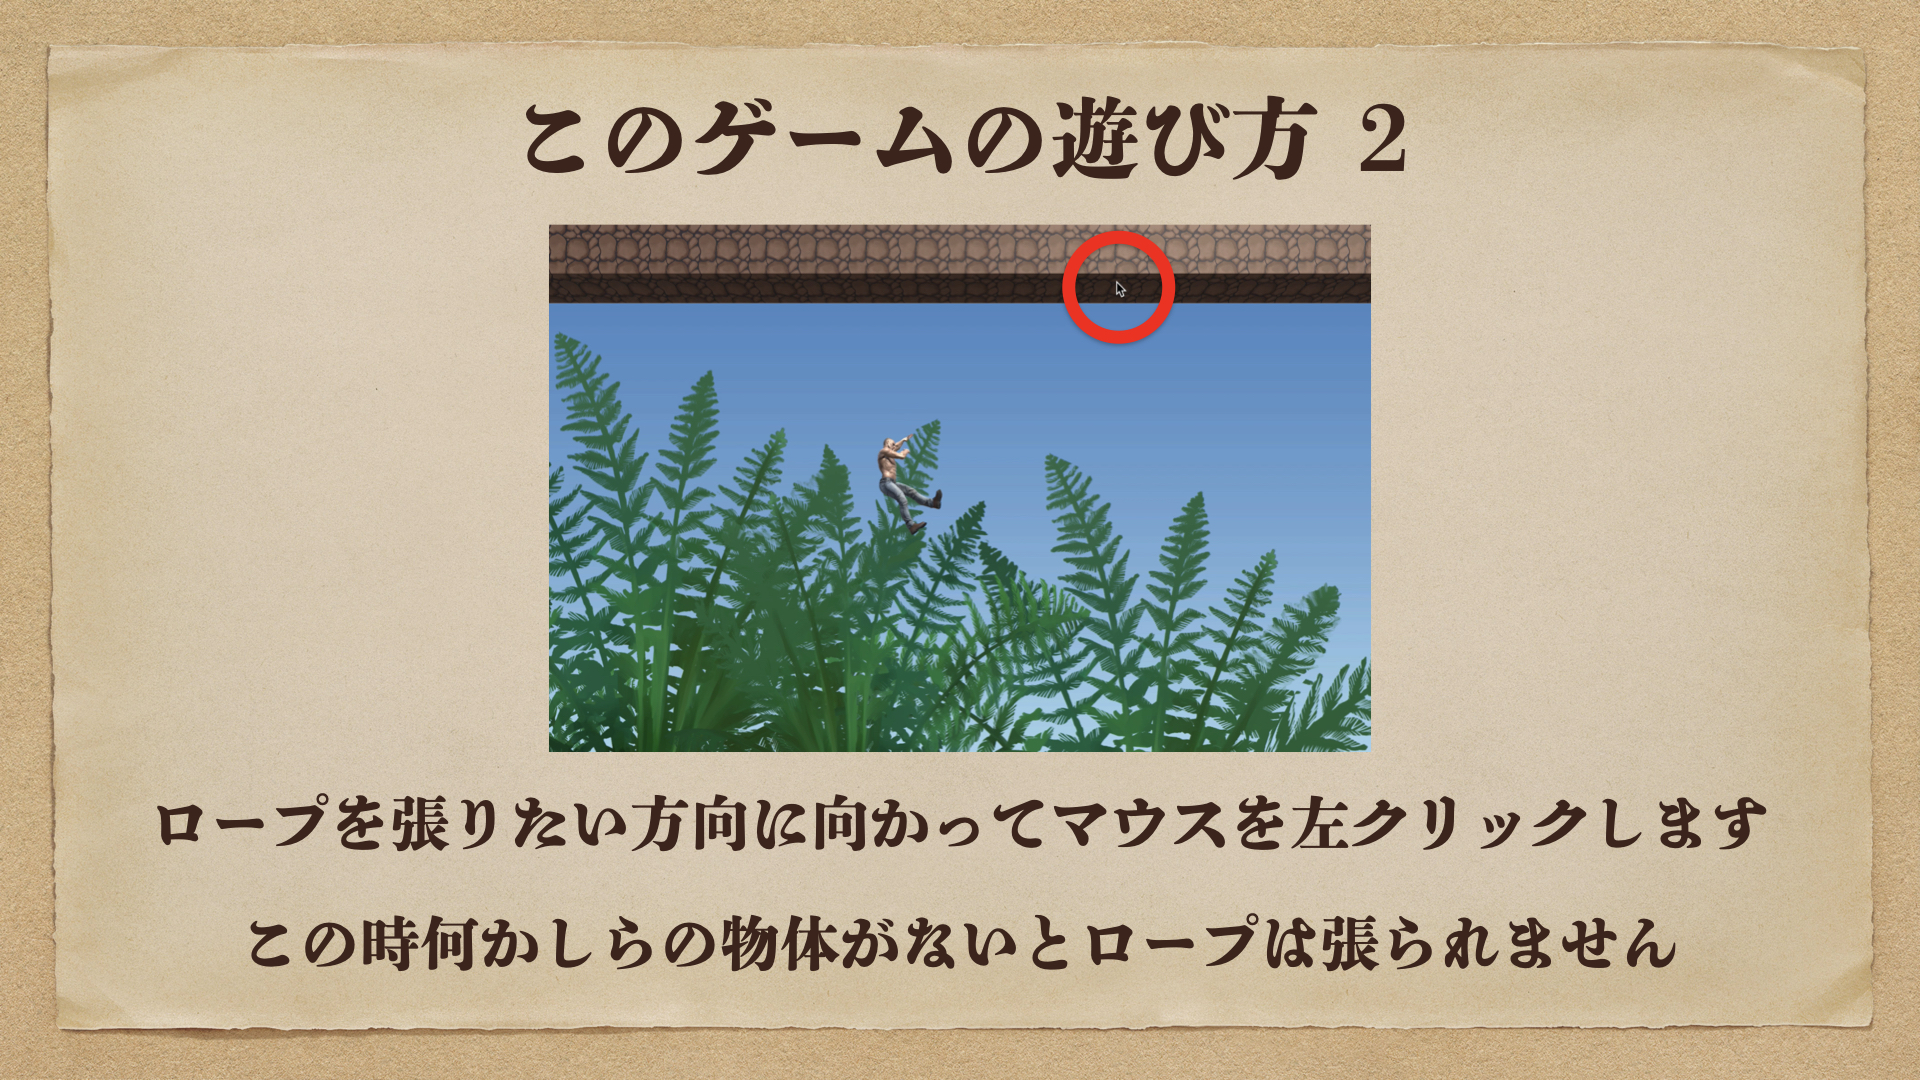 このゲームの遊び方 2
ロープを張りたい方向に向かってマウスを左クリックします
この時何かしらの物体がないとロープは張られません